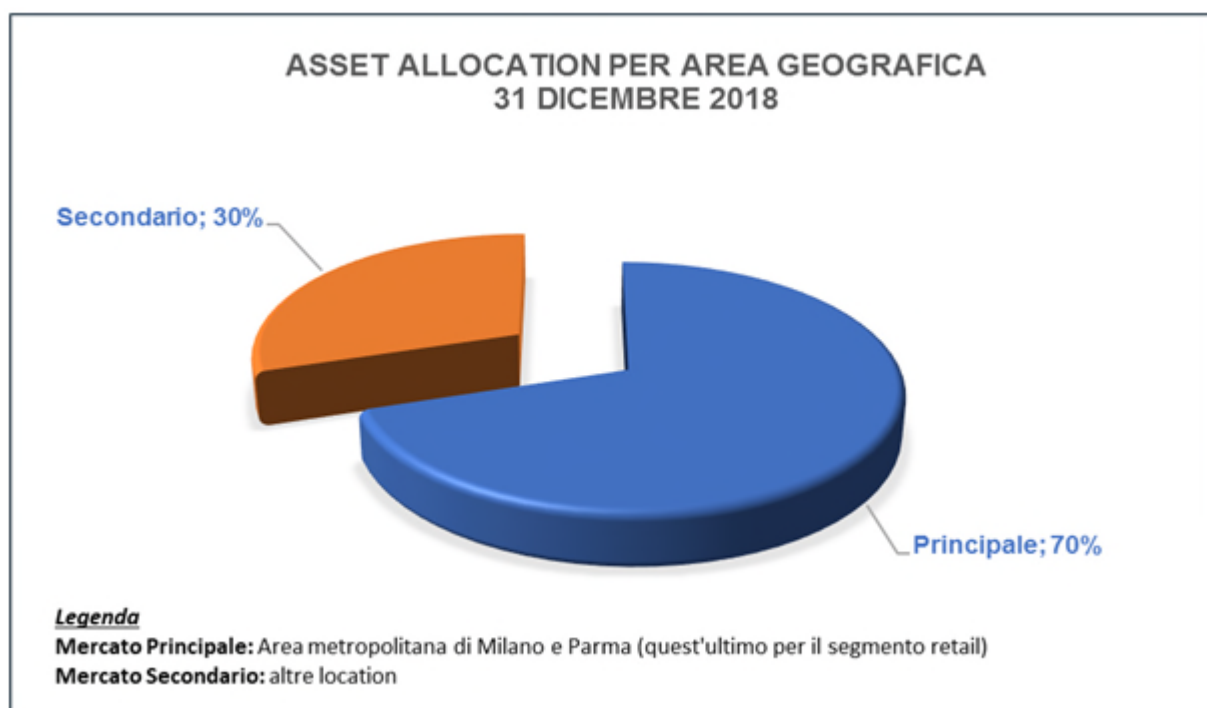 ASSET ALLOCATION PER AREA GEOGRAFICA
31 DICEMBRE 2018
Secondario; 30%
Principale; 70%
Legenda
Mercato Principale: Area metropolitana di Milano e Parma (quest'ultimo per il segmento retail)
Mercato Secondario: altre location